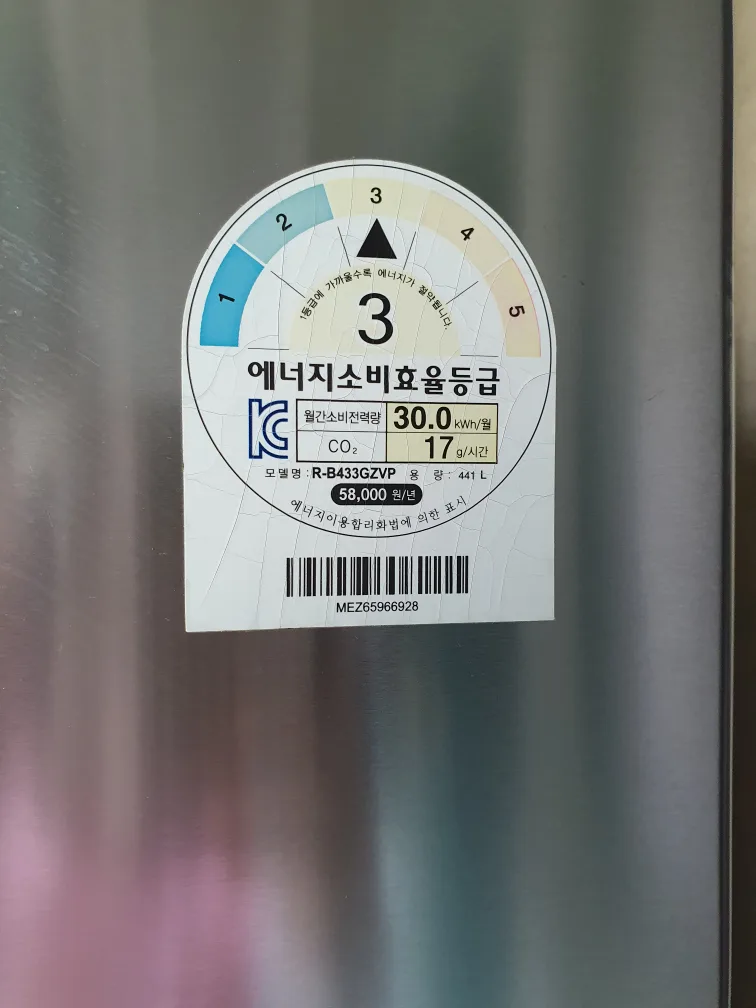 1
2
3
4
5
1등급에 가까울수록 에너지가 절약됩니다.
3
에너지소비효율등급
월간소비전력량 30.0 kWh/월
CO₂ 17 g/시간
모델명 : R-B433GZVP 용 량 : 441 L
58,000 원/년
에너지이용합리화법에 의한 표시
MEZ65966928